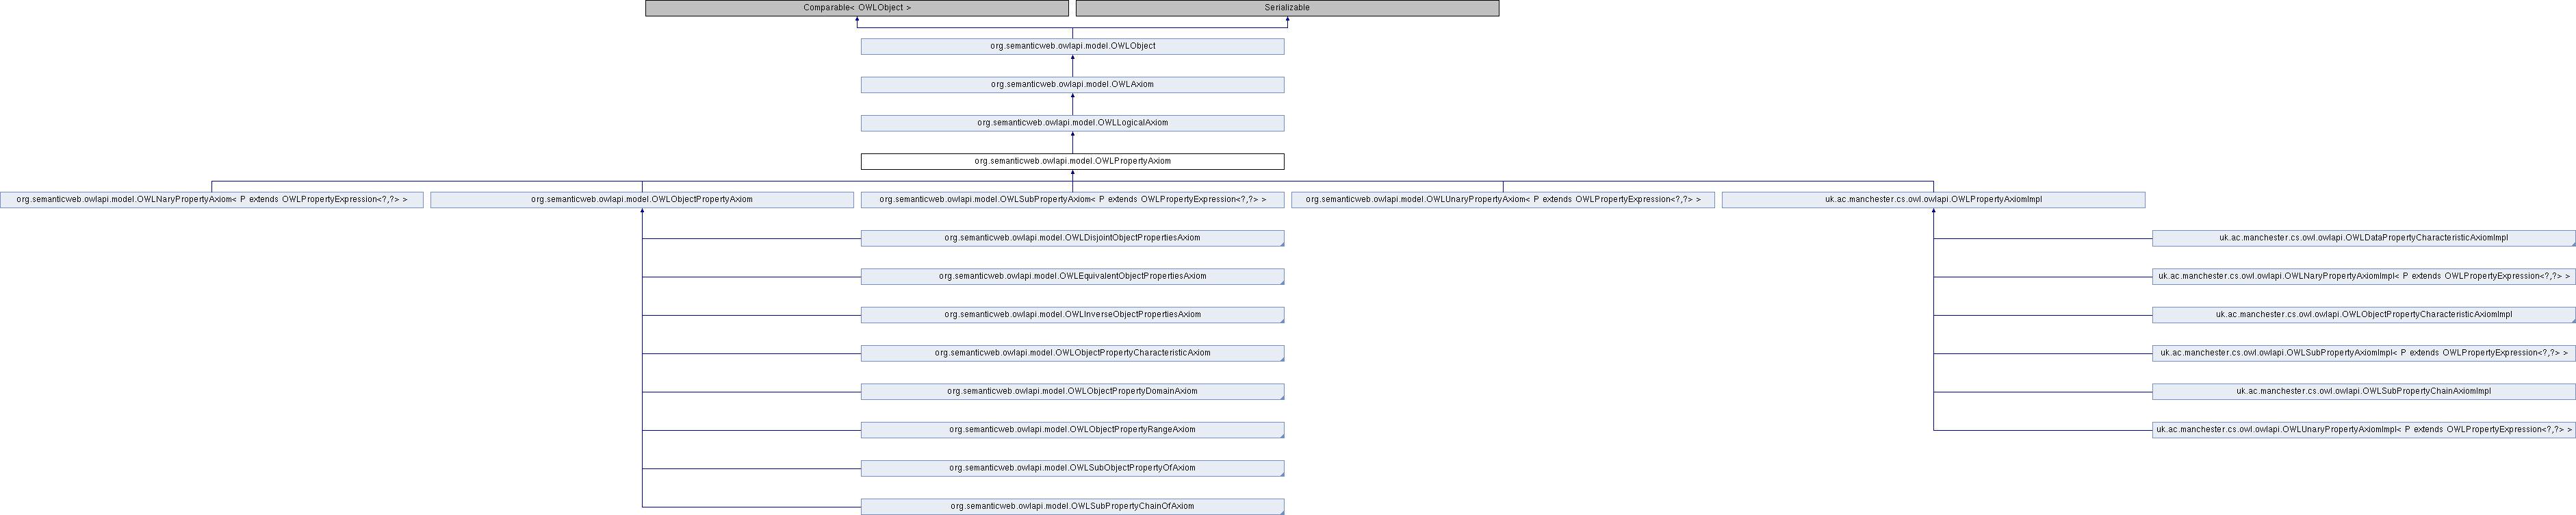 Comparable< OWLObject >
Serializable
org.semanticweb.owlapi.model.OWLObject
org.semanticweb.owlapi.model.OWLAxiom
org.semanticweb.owlapi.model.OWLLogicalAxiom
org.semanticweb.owlapi.model.OWLPropertyAxiom
org.semanticweb.owlapi.model.OWLNaryPropertyAxiom< P extends OWLPropertyExpression<?,?> >
org.semanticweb.owlapi.model.OWLObjectPropertyAxiom
org.semanticweb.owlapi.model.OWLSubPropertyAxiom< P extends OWLPropertyExpression<?,?> >
org.semanticweb.owlapi.model.OWLUnaryPropertyAxiom< P extends OWLPropertyExpression<?,?> >
uk.ac.manchester.cs.owl.owlapi.OWLPropertyAxiomImpl
org.semanticweb.owlapi.model.OWLDisjointObjectPropertiesAxiom
uk.ac.manchester.cs.owl.owlapi.OWLDataPropertyCharacteristicAxiomImpl
org.semanticweb.owlapi.model.OWLEquivalentObjectPropertiesAxiom
uk.ac.manchester.cs.owl.owlapi.OWLNaryPropertyAxiomImpl< P extends OWLPropertyExpression<?,?> >
org.semanticweb.owlapi.model.OWLInverseObjectPropertiesAxiom
uk.ac.manchester.cs.owl.owlapi.OWLObjectPropertyCharacteristicAxiomImpl
org.semanticweb.owlapi.model.OWLObjectPropertyCharacteristicAxiom
uk.ac.manchester.cs.owl.owlapi.OWLSubPropertyAxiomImpl< P extends OWLPropertyExpression<?,?> >
org.semanticweb.owlapi.model.OWLObjectPropertyDomainAxiom
uk.ac.manchester.cs.owl.owlapi.OWLSubPropertyChainAxiomImpl
org.semanticweb.owlapi.model.OWLObjectPropertyRangeAxiom
uk.ac.manchester.cs.owl.owlapi.OWLUnaryPropertyAxiomImpl< P extends OWLPropertyExpression<?,?> >
org.semanticweb.owlapi.model.OWLSubObjectPropertyOfAxiom
org.semanticweb.owlapi.model.OWLSubPropertyChainOfAxiom